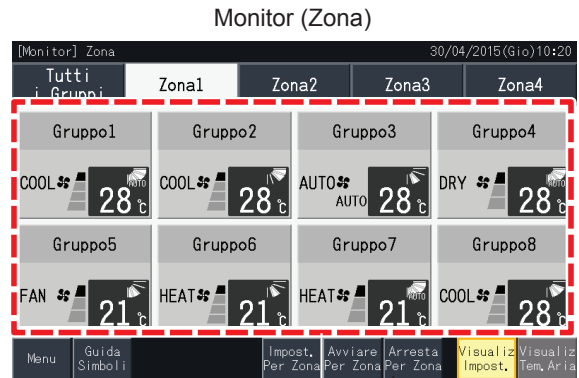 Monitor (Zona)
[Monitor] Zona 30/04/2015(Gio)10:20
Tutti
i Gruppi
Zona1 Zona2 Zona3 Zona4
Gruppo1 Gruppo2 Gruppo3 Gruppo4
COOL AUTO 28℃ COOL 28℃ AUTO AUTO 28℃ DRY AUTO 28℃
Gruppo5 Gruppo6 Gruppo7 Gruppo8
FAN 21℃ HEAT 21℃ HEAT AUTO 21℃ COOL 28℃
Menu
Guida
Simboli
Impost.
Per Zona
Avviare
Per Zona
Arresta
Per Zona
Visualiz
Impost.
Visualiz
Tem.Aria